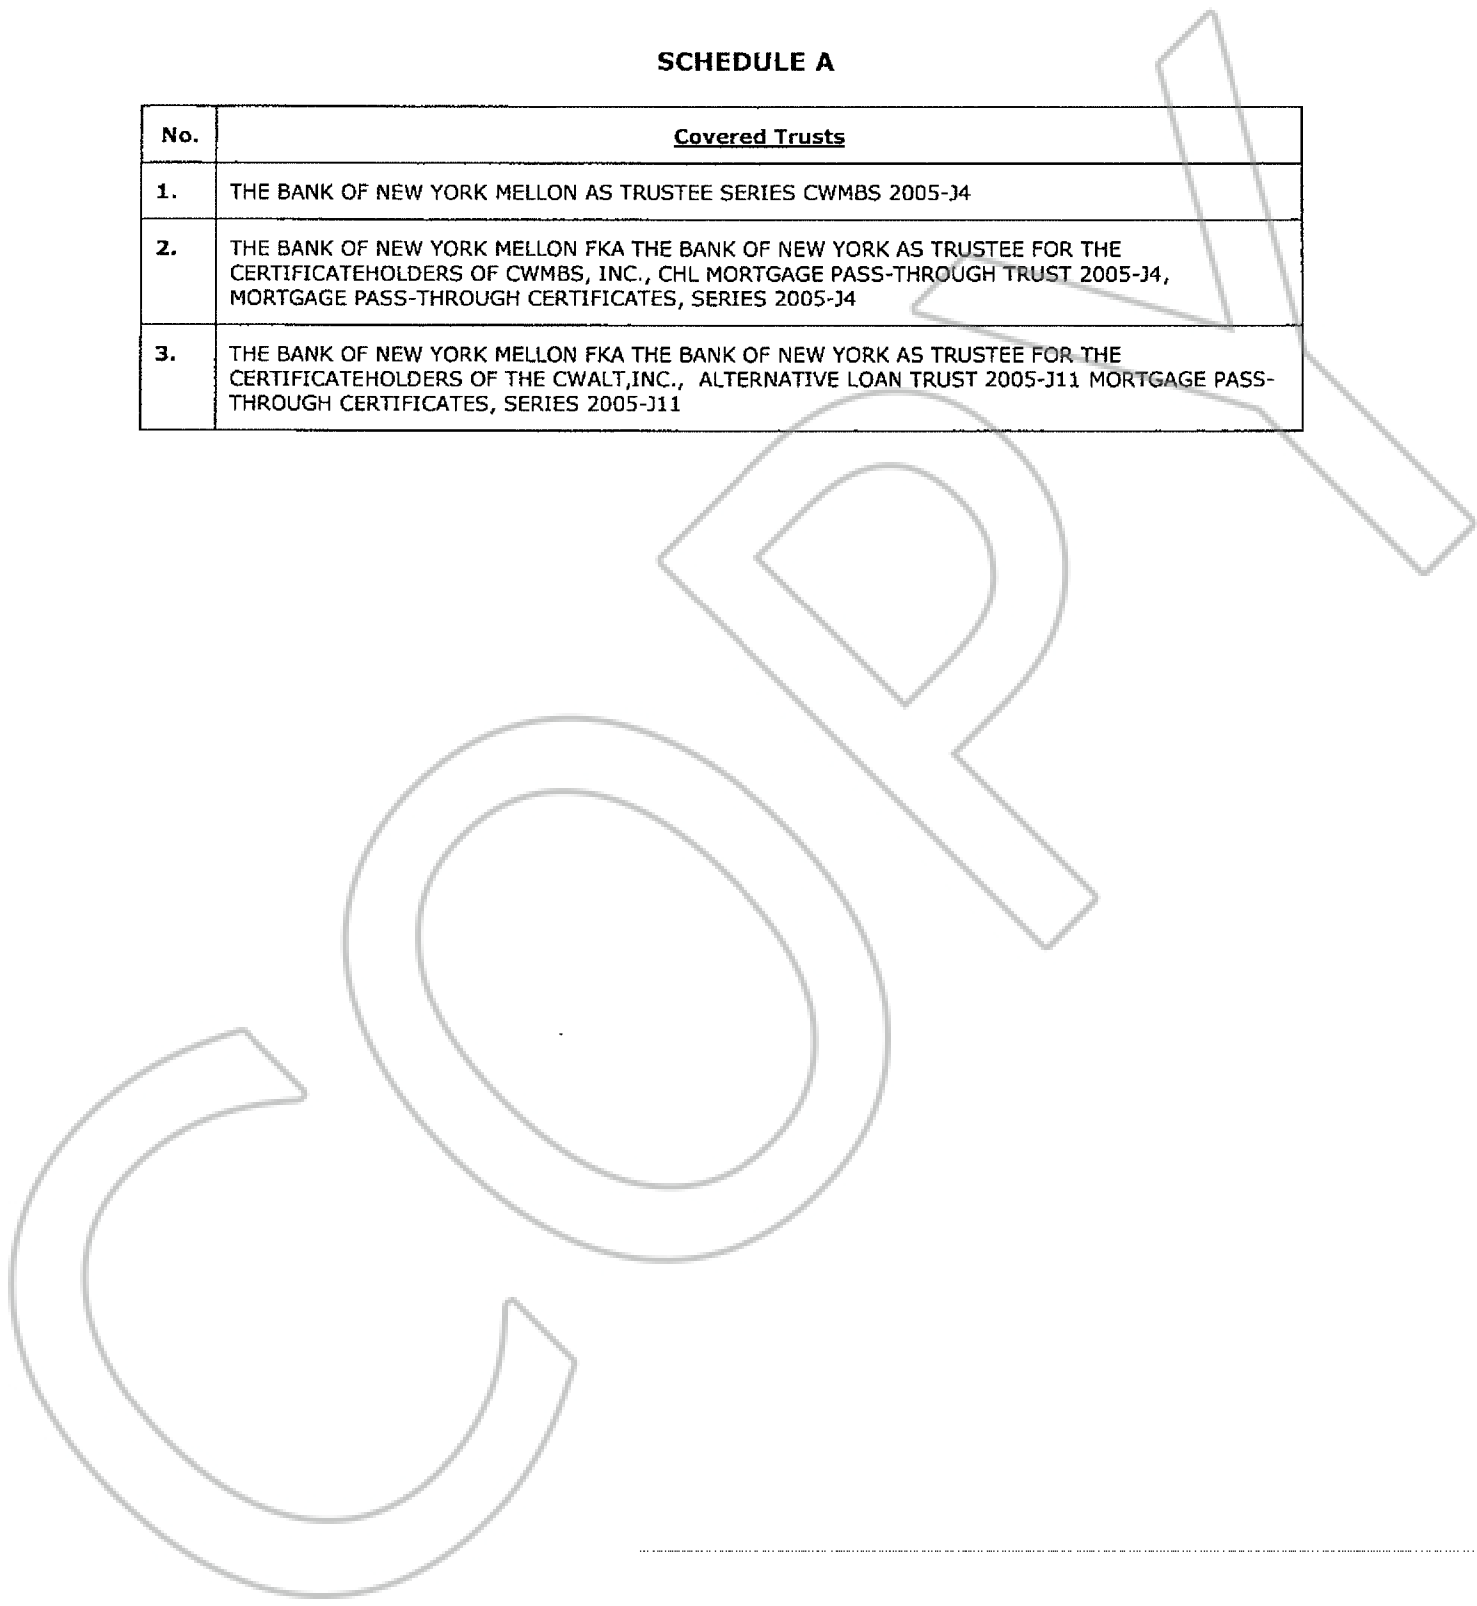 SCHEDULE A
No. Covered Trusts
1. THE BANK OF NEW YORK MELLON AS TRUSTEE SERIES CWMBS 2005-J4
2. THE BANK OF NEW YORK MELLON FKA THE BANK OF NEW YORK AS TRUSTEE FOR THE
CERTIFICATEHOLDERS OF CWMBS, INC., CHL MORTGAGE PASS-THROUGH TRUST 2005-J4,
MORTGAGE PASS-THROUGH CERTIFICATES, SERIES 2005-J4
3. THE BANK OF NEW YORK MELLON FKA THE BANK OF NEW YORK AS TRUSTEE FOR THE
CERTIFICATEHOLDERS OF THE CWALT,INC., ALTERNATIVE LOAN TRUST 2005-J11 MORTGAGE PASS-
THROUGH CERTIFICATES, SERIES 2005-J11
COPY